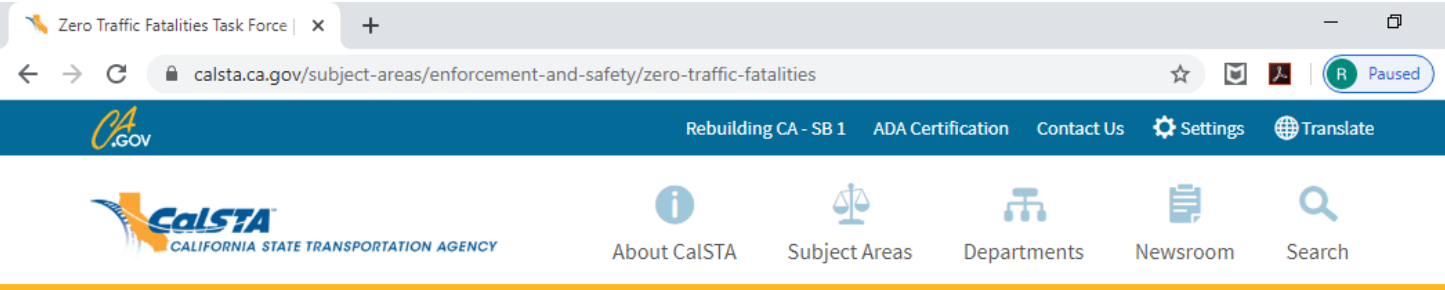 Zero Traffic Fatalities Task Force |
calsta.ca.gov/subject-areas/enforcement-and-safety/zero-traffic-fatalities
R Paused
CA.GOV
Rebuilding CA - SB 1 ADA Certification Contact Us Settings Translate
CalSTA
CALIFORNIA STATE TRANSPORTATION AGENCY
About CalSTA Subject Areas Departments Newsroom Search